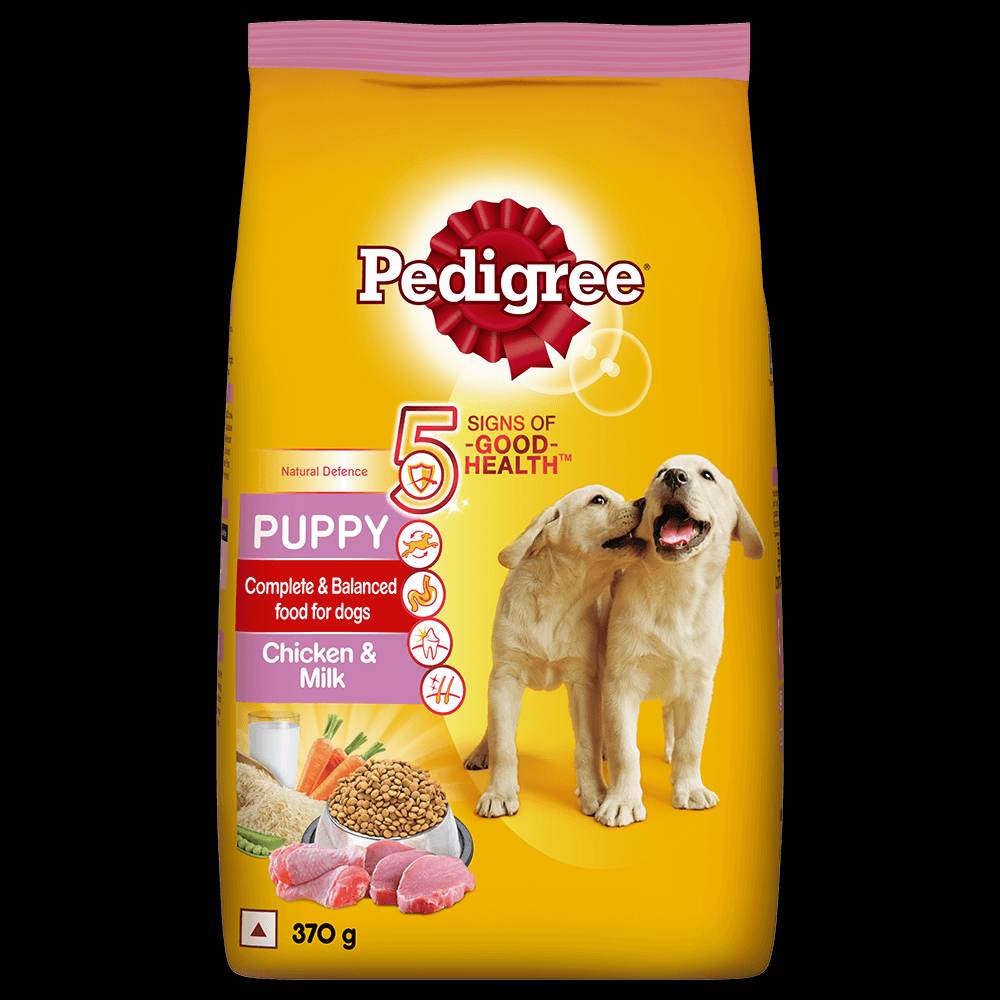 Pedigree®
5 SIGNS OF
-GOOD-
HEALTH™
Natural Defence
PUPPY
Complete & Balanced
food for dogs
Chicken &
Milk
370 g